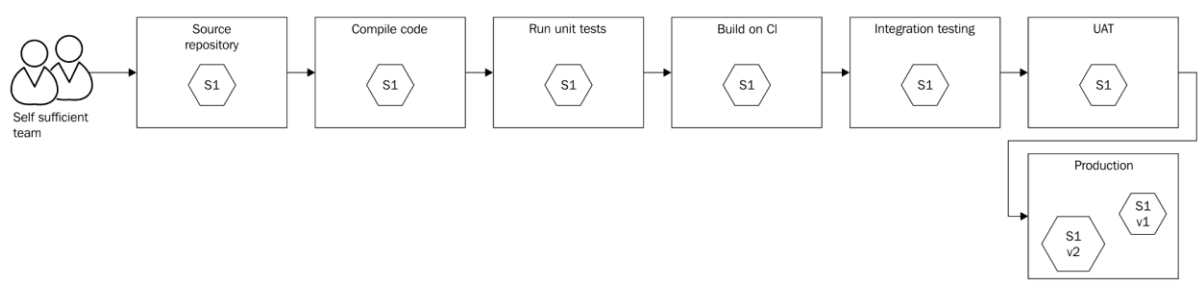 Self sufficient
team
Source
repository
S1
Compile code
S1
Run unit tests
S1
Build on CI
S1
Integration testing
S1
UAT
S1
Production
S1
v1
S1
v2